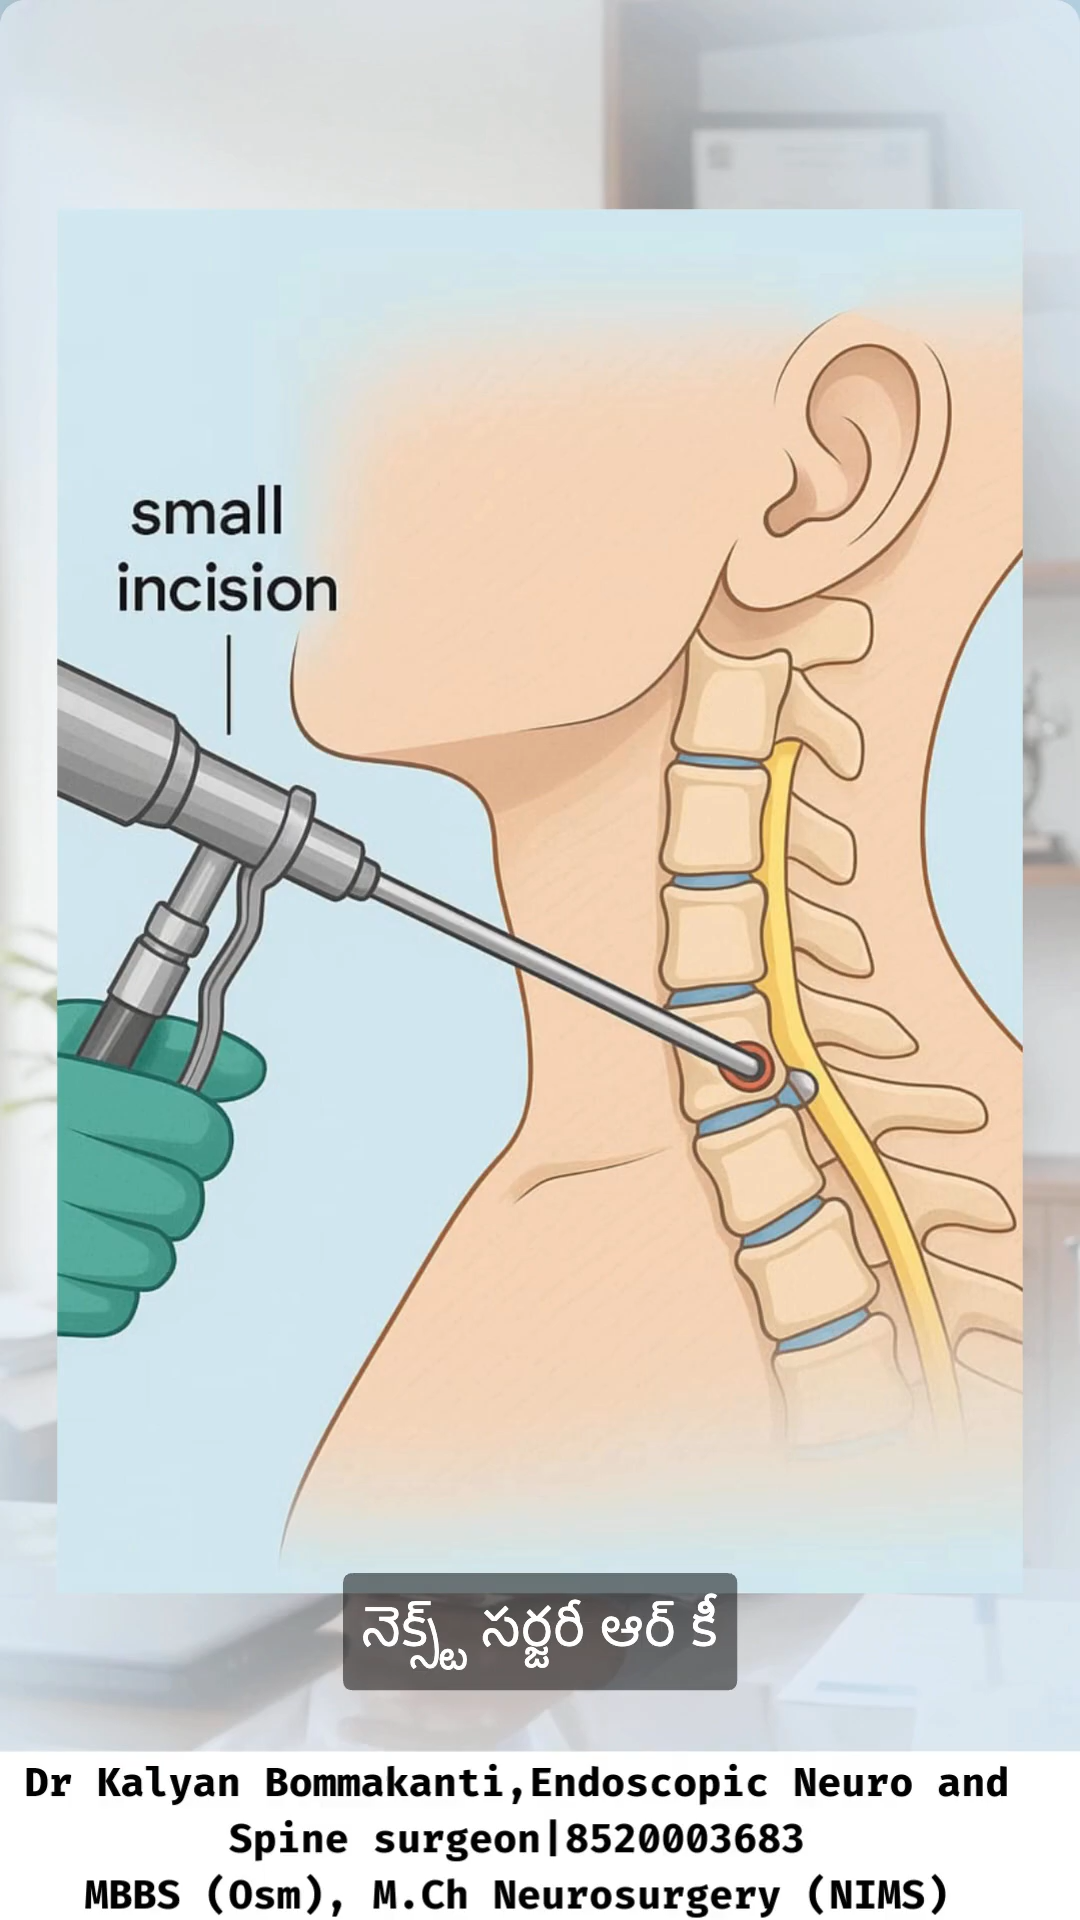 small
incision
నెక్స్ట్ సర్జరీ ఆర్ కీ
Dr Kalyan Bommakanti,Endoscopic Neuro and
Spine surgeon|8520003683
MBBS (Osm), M.Ch Neurosurgery (NIMS)